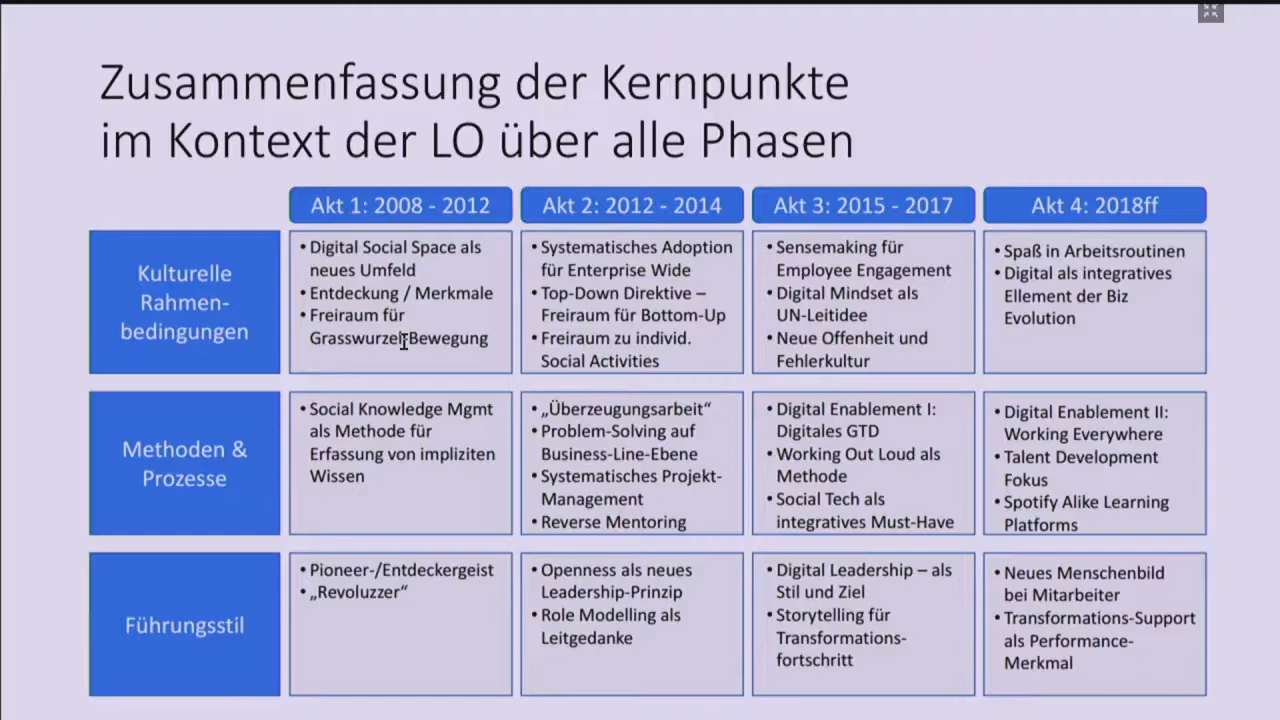 Zusammenfassung der Kernpunkte
im Kontext der LO über alle Phasen
Akt 1: 2008 - 2012
Akt 2: 2012 - 2014
Akt 3: 2015 - 2017
Akt 4: 2018ff
Kulturelle
Rahmen-
bedingungen
• Digital Social Space als
neues Umfeld
• Entdeckung / Merkmale
• Freiraum für
Grasswurzel-Bewegung
• Systematisches Adoption
für Enterprise Wide
• Top-Down Direktive –
Freiraum für Bottom-Up
• Freiraum zu individ.
Social Activities
• Sensemaking für
Employee Engagement
• Digital Mindset als
UN-Leitidee
• Neue Offenheit und
Fehlerkultur
• Spaß in Arbeitsroutinen
• Digital als integratives
Ellement der Biz
Evolution
Methoden &
Prozesse
• Social Knowledge Mgmt
als Methode für
Erfassung von impliziten
Wissen
• „Überzeugungsarbeit“
• Problem-Solving auf
Business-Line-Ebene
• Systematisches Projekt-
Management
• Reverse Mentoring
• Digital Enablement I:
Digitales GTD
• Working Out Loud als
Methode
• Social Tech als
integratives Must-Have
• Digital Enablement II:
Working Everywhere
• Talent Development
Fokus
• Spotify Alike Learning
Platforms
Führungsstil
• Pioneer-/Entdeckergeist
• „Revoluzzer“
• Openness als neues
Leadership-Prinzip
• Role Modelling als
Leitgedanke
• Digital Leadership – als
Stil und Ziel
• Storytelling für
Transformations-
fortschritt
• Neues Menschenbild
bei Mitarbeiter
• Transformations-Support
als Performance-
Merkmal